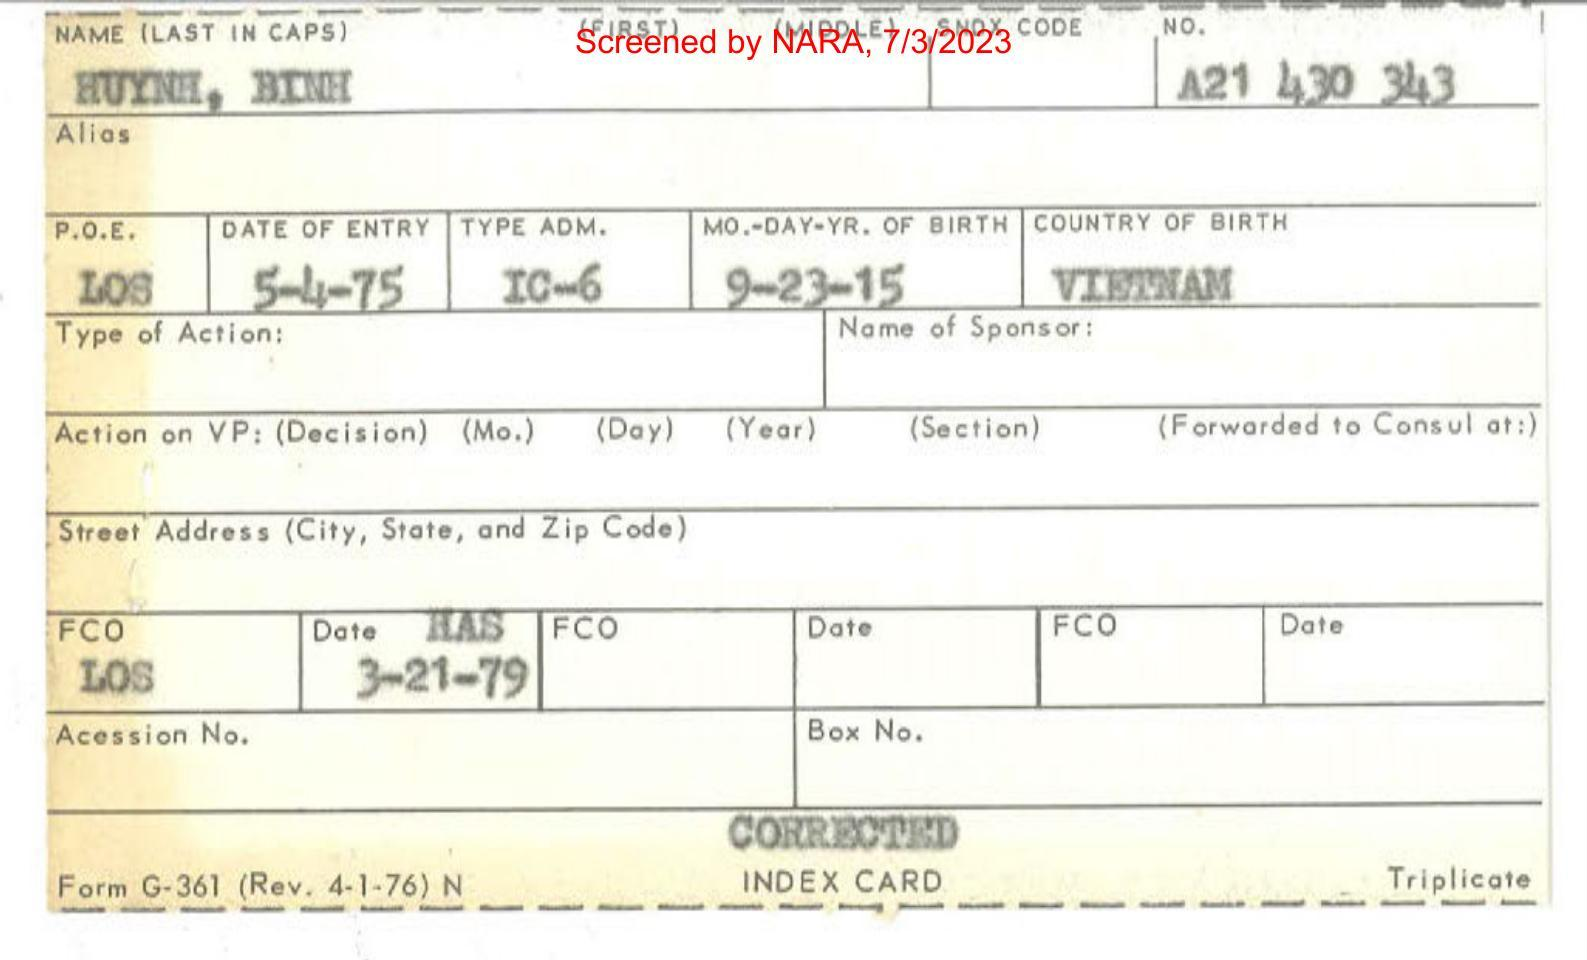 NAME (LAST IN CAPS) (FIRST) (MIDDLE) SNDX CODE NO.
Screened by NARA, 7/3/2023
HUYNH, BINH A21 430 343
Alias
P.O.E. DATE OF ENTRY TYPE ADM. MO.-DAY-YR. OF BIRTH COUNTRY OF BIRTH
LOS 5-4-75 IC-6 9-23-15 VIETNAM
Type of Action: Name of Sponsor:
Action on VP: (Decision) (Mo.) (Day) (Year) (Section) (Forwarded to Consul at:)
Street Address (City, State, and Zip Code)
FCO Date HAS FCO Date FCO Date
LOS 3-21-79
Acession No. Box No.
CORRECTED
Form G-361 (Rev. 4-1-76) N INDEX CARD Triplicate